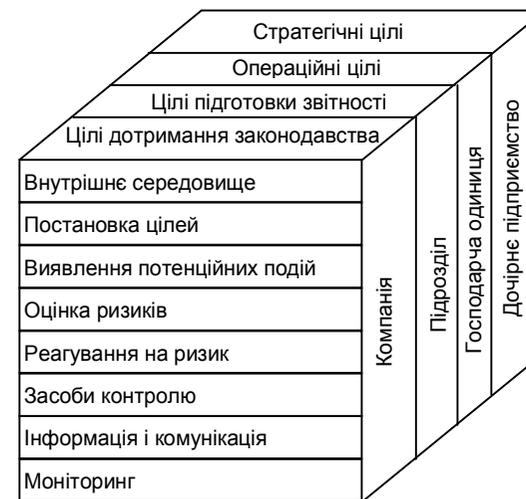 Стратегічні цілі
Операційні цілі
Цілі підготовки звітності
Цілі дотримання законодавства
Внутрішнє середовище
Постановка цілей
Виявлення потенційних подій
Оцінка ризиків
Реагування на ризик
Засоби контролю
Інформація і комунікація
Моніторинг
Компанія
Підрозділ
Господарча одиниця
Дочірнє підприємство